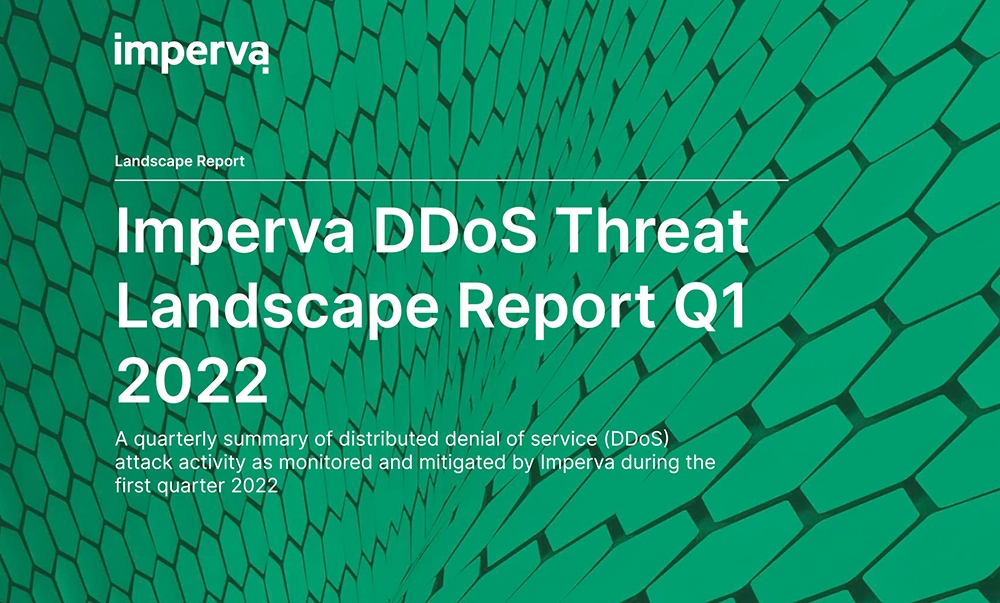 imperva
Landscape Report
Imperva DDoS Threat
Landscape Report Q1
2022
A quarterly summary of distributed denial of service (DDoS)
attack activity as monitored and mitigated by Imperva during the
first quarter 2022